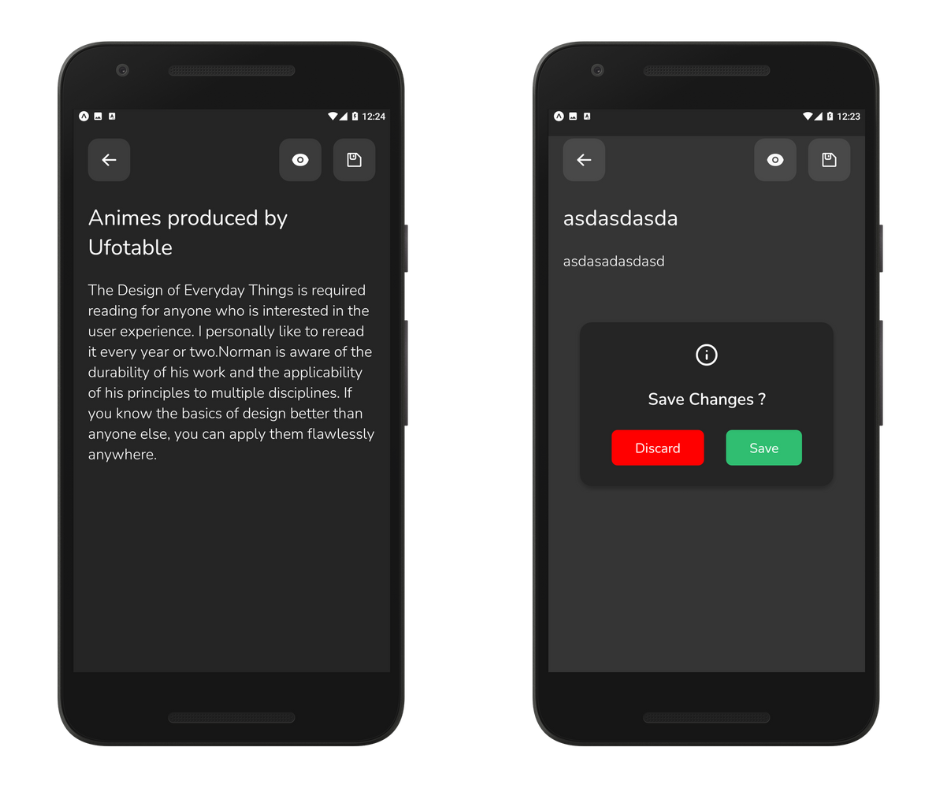 12:24
Animes produced by
Ufotable
The Design of Everyday Things is required
reading for anyone who is interested in the
user experience. I personally like to reread
it every year or two.Norman is aware of the
durability of his work and the applicability
of his principles to multiple disciplines. If
you know the basics of design better than
anyone else, you can apply them flawlessly
anywhere.
12:23
asdasdasda
asdasadasdasd
Save Changes ?
Discard Save